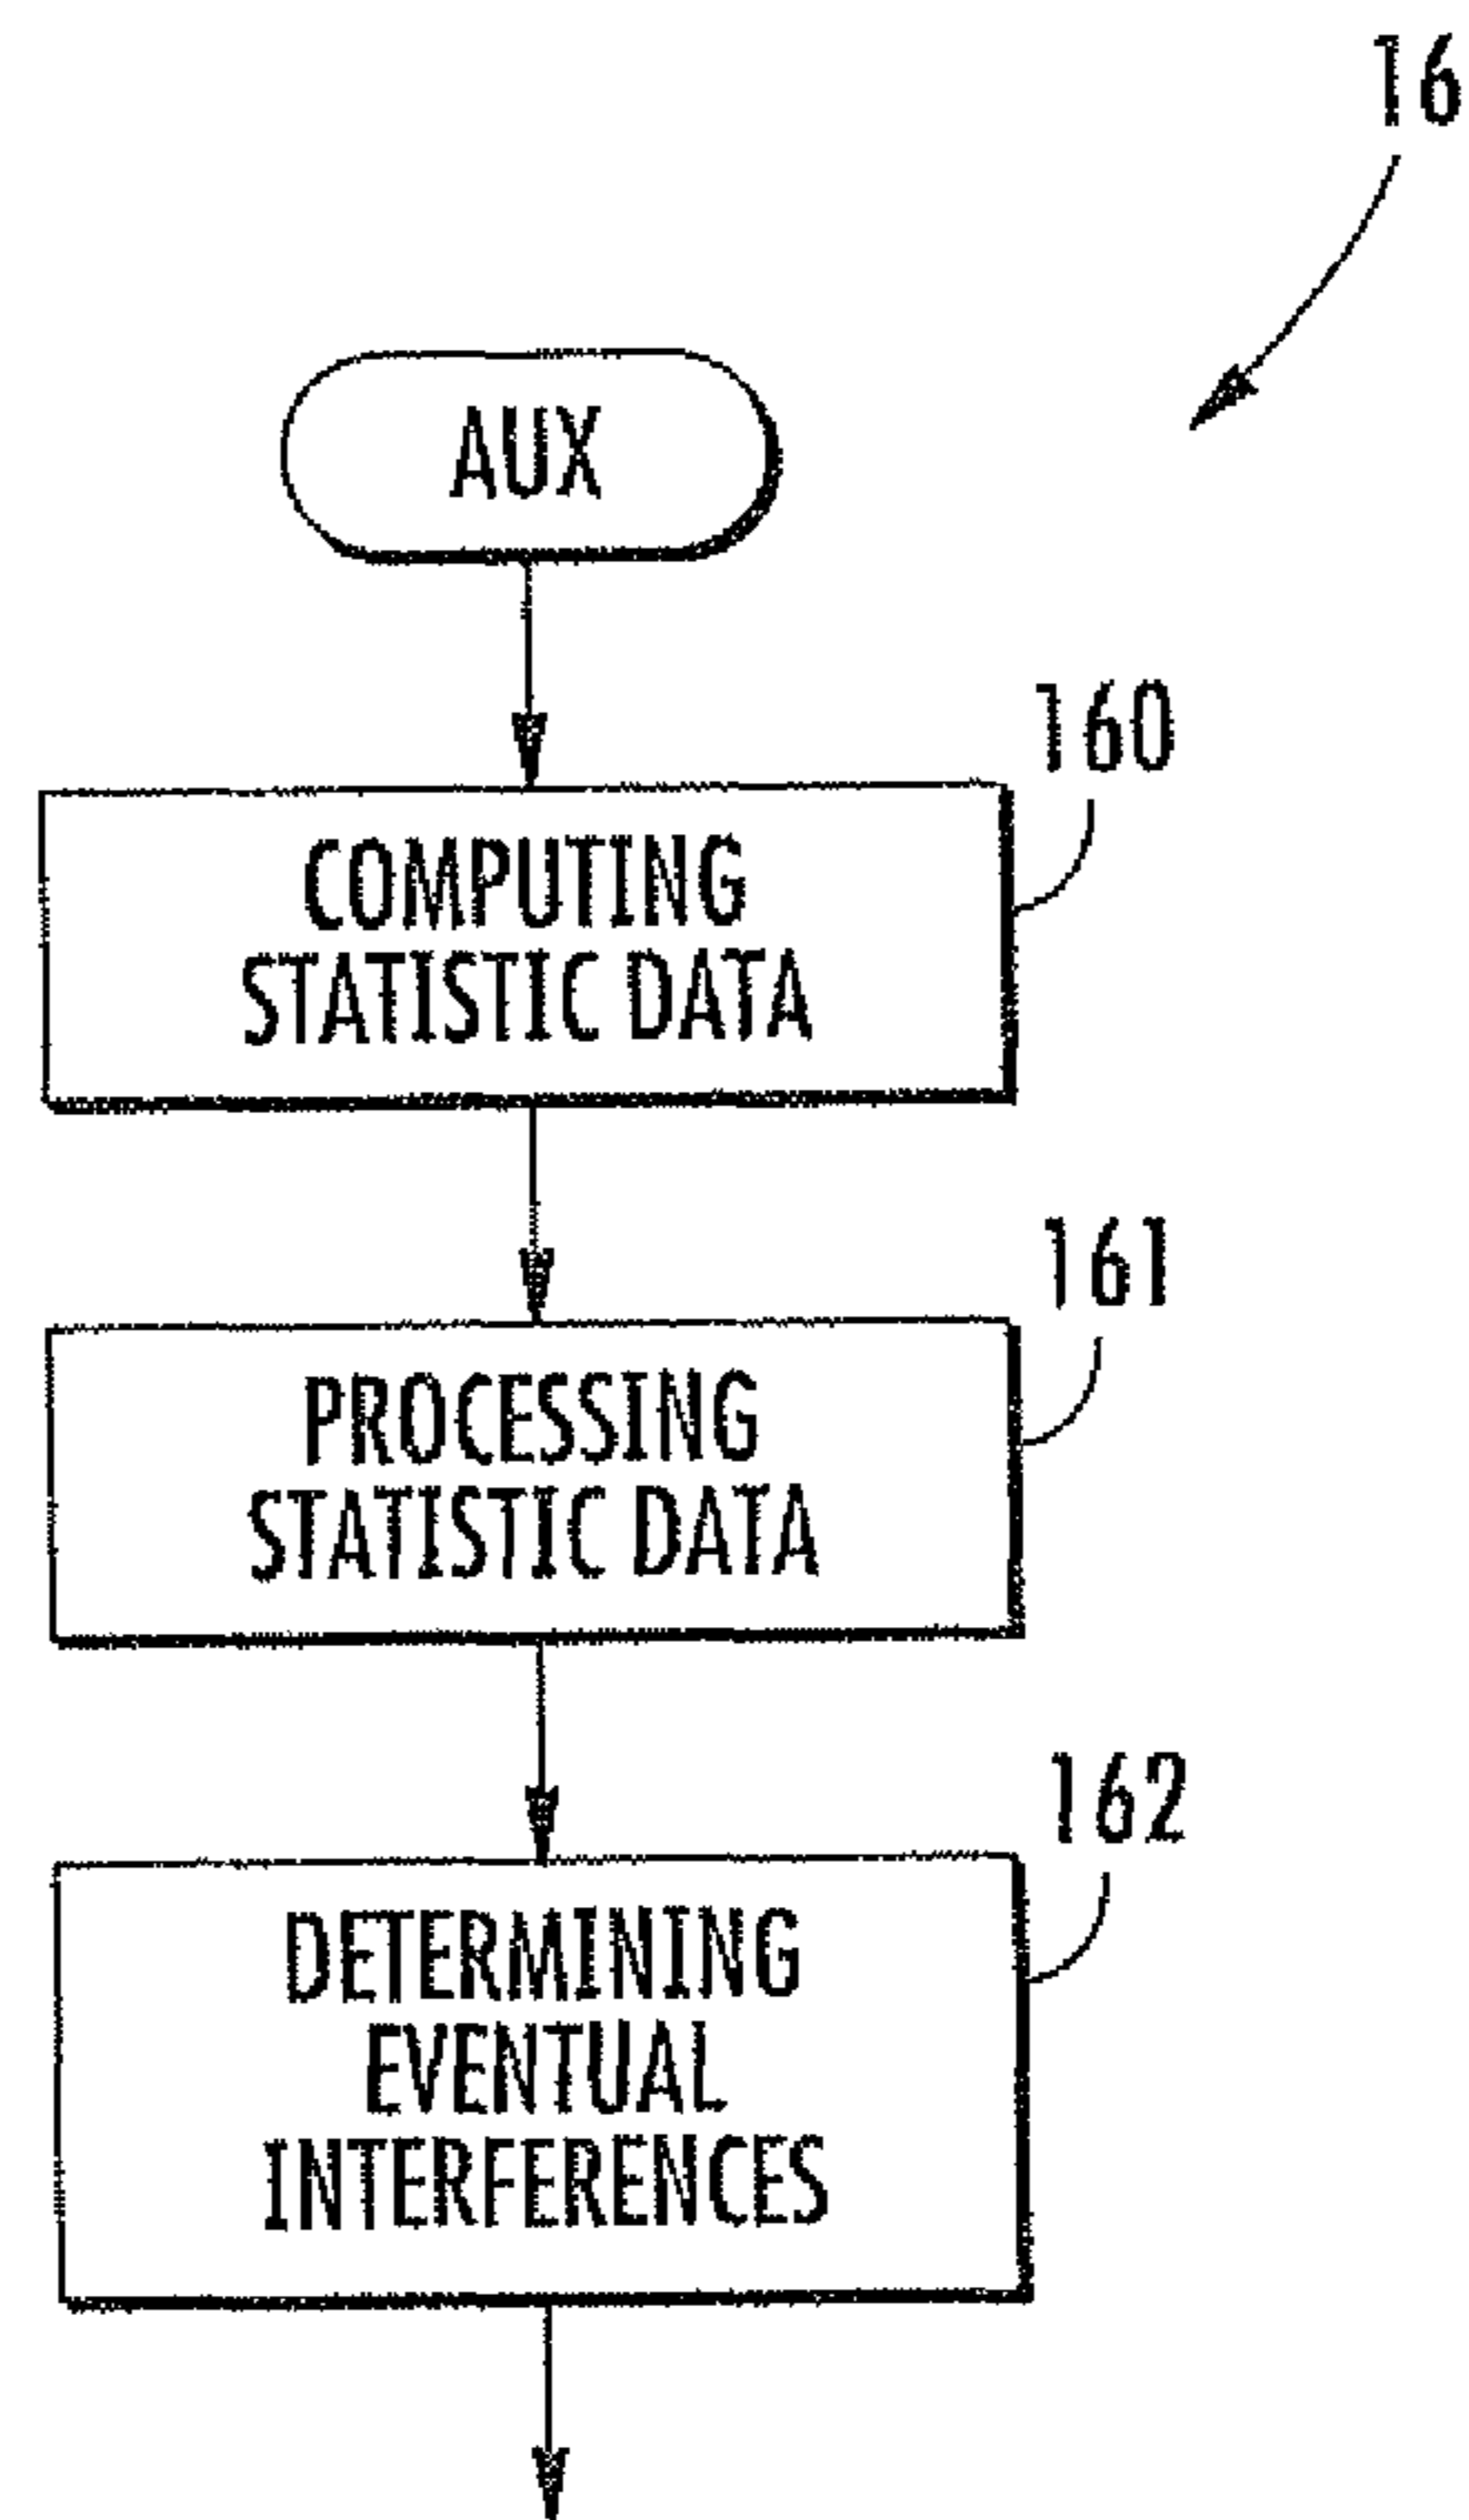 16
AUX
160
COMPUTING
STATISTIC DATA
161
PROCESSING
STATISTIC DATA
162
DETERMINING
EVENTUAL
INTERFERENCES